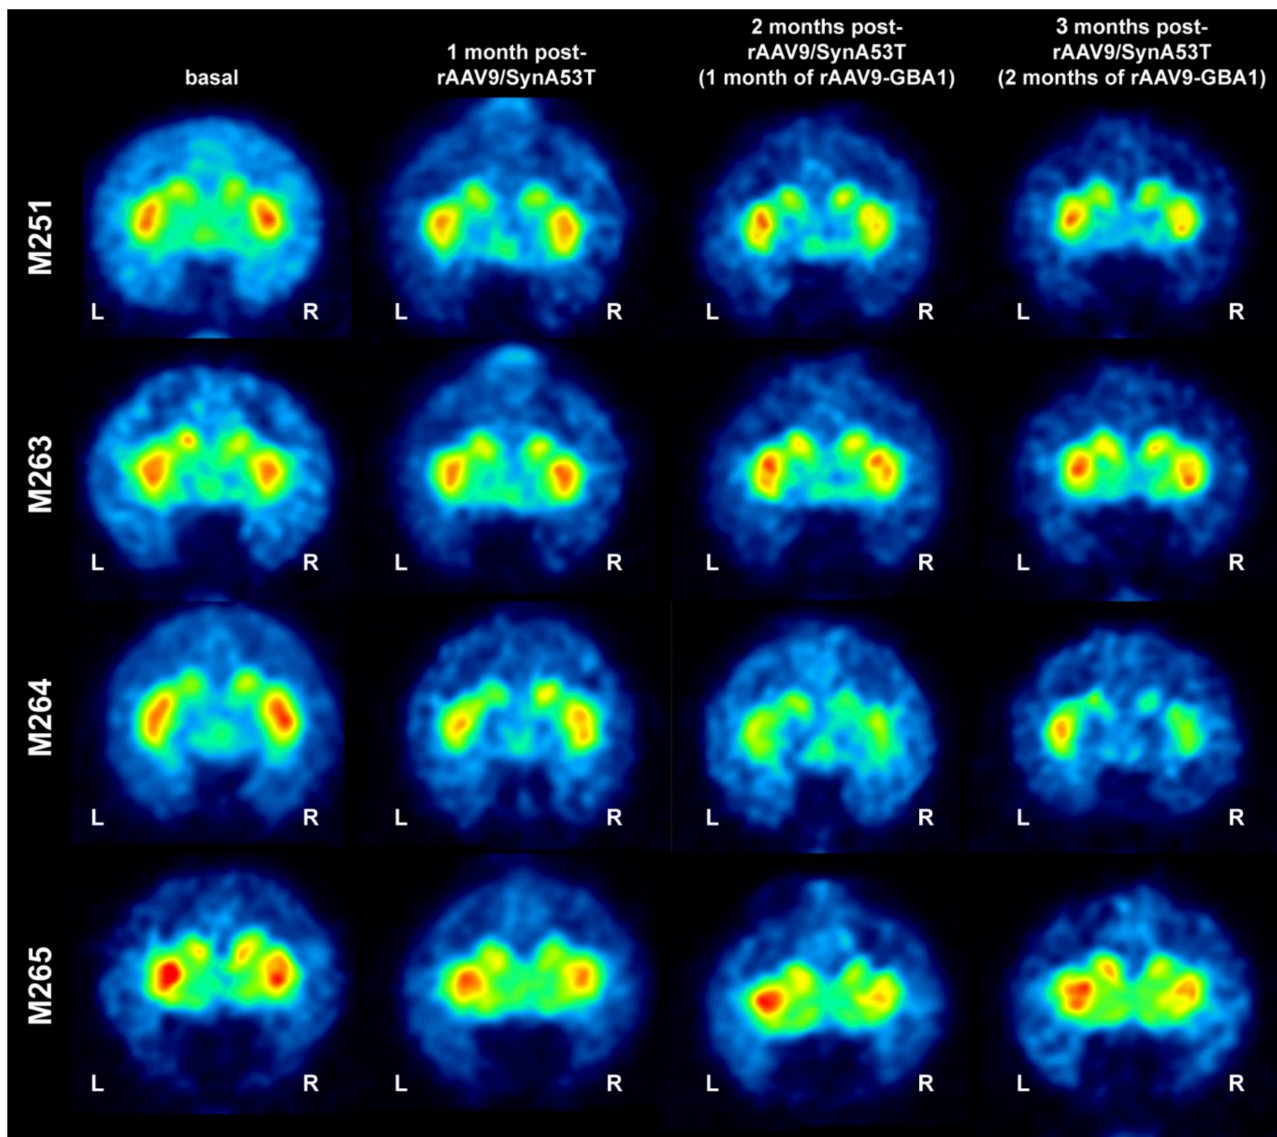 basal
1 month post-
rAAV9/SynA53T
2 months post-
rAAV9/SynA53T
(1 month of rAAV9-GBA1)
3 months post-
rAAV9/SynA53T
(2 months of rAAV9-GBA1)
M251
L R L R L R L R
M263
L R L R L R L R
M264
L R L R L R L R
M265
L R L R L R L R